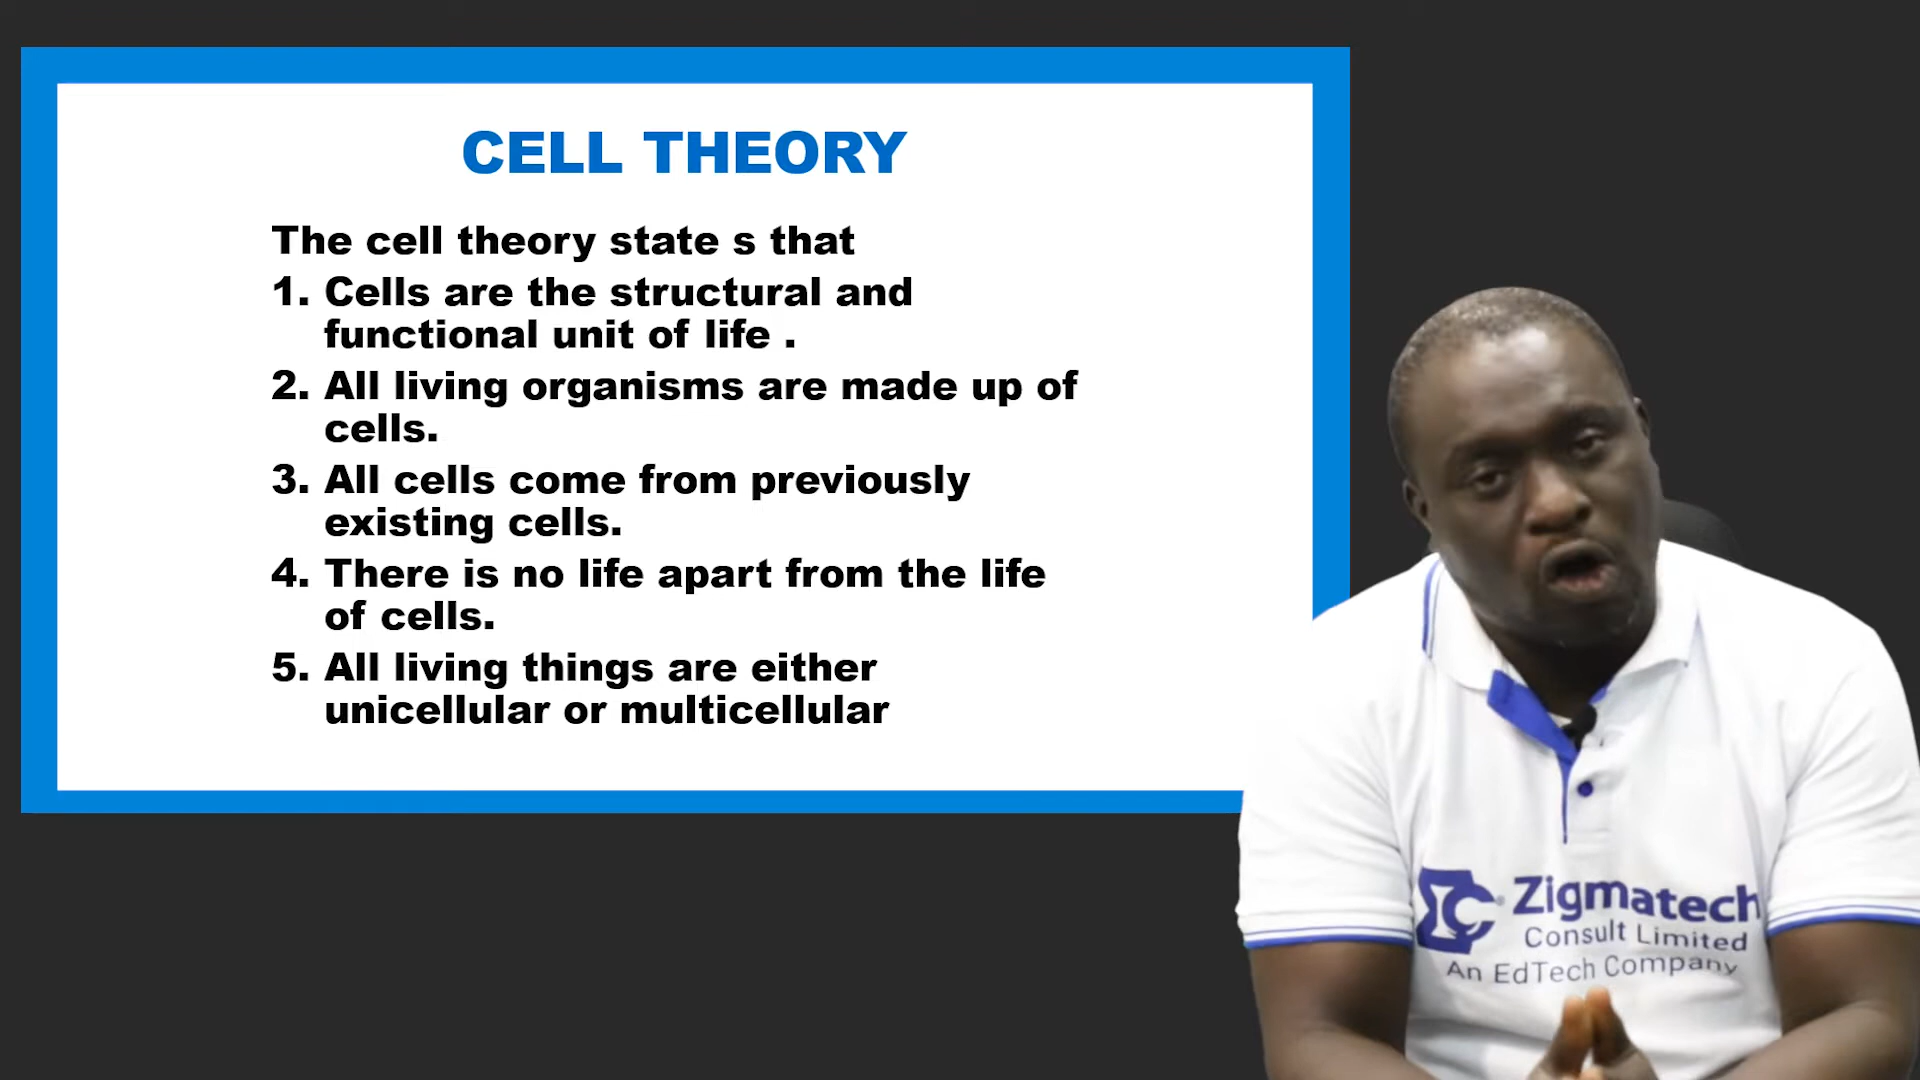 CELL THEORY
The cell theory state s that
1. Cells are the structural and
functional unit of life .
2. All living organisms are made up of
cells.
3. All cells come from previously
existing cells.
4. There is no life apart from the life
of cells.
5. All living things are either
unicellular or multicellular
Zigmatech
Consult Limited
An EdTech Company